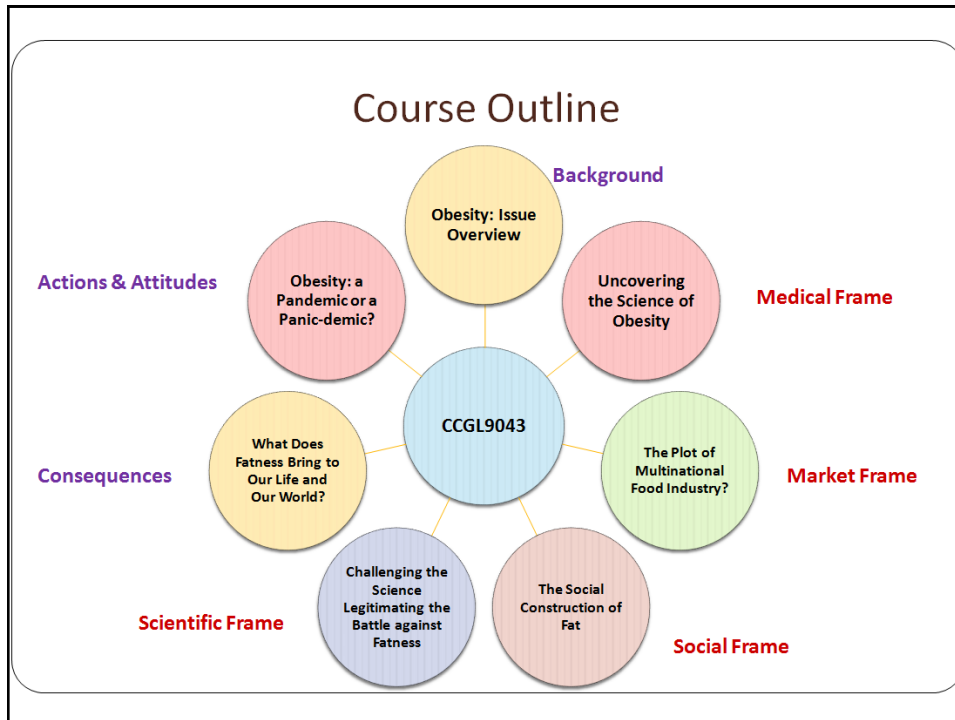 Course Outline
Background
Obesity: Issue
Overview
Uncovering
the Science of
Obesity
Medical Frame
The Plot of
Multinational
Food Industry?
Market Frame
The Social
Construction of
Fat
Social Frame
Challenging the
Science
Legitimating the
Battle against
Fatness
Scientific Frame
What Does
Fatness Bring to
Our Life and
Our World?
Consequences
Obesity: a
Pandemic or a
Panic-demic?
Actions & Attitudes
CCGL9043